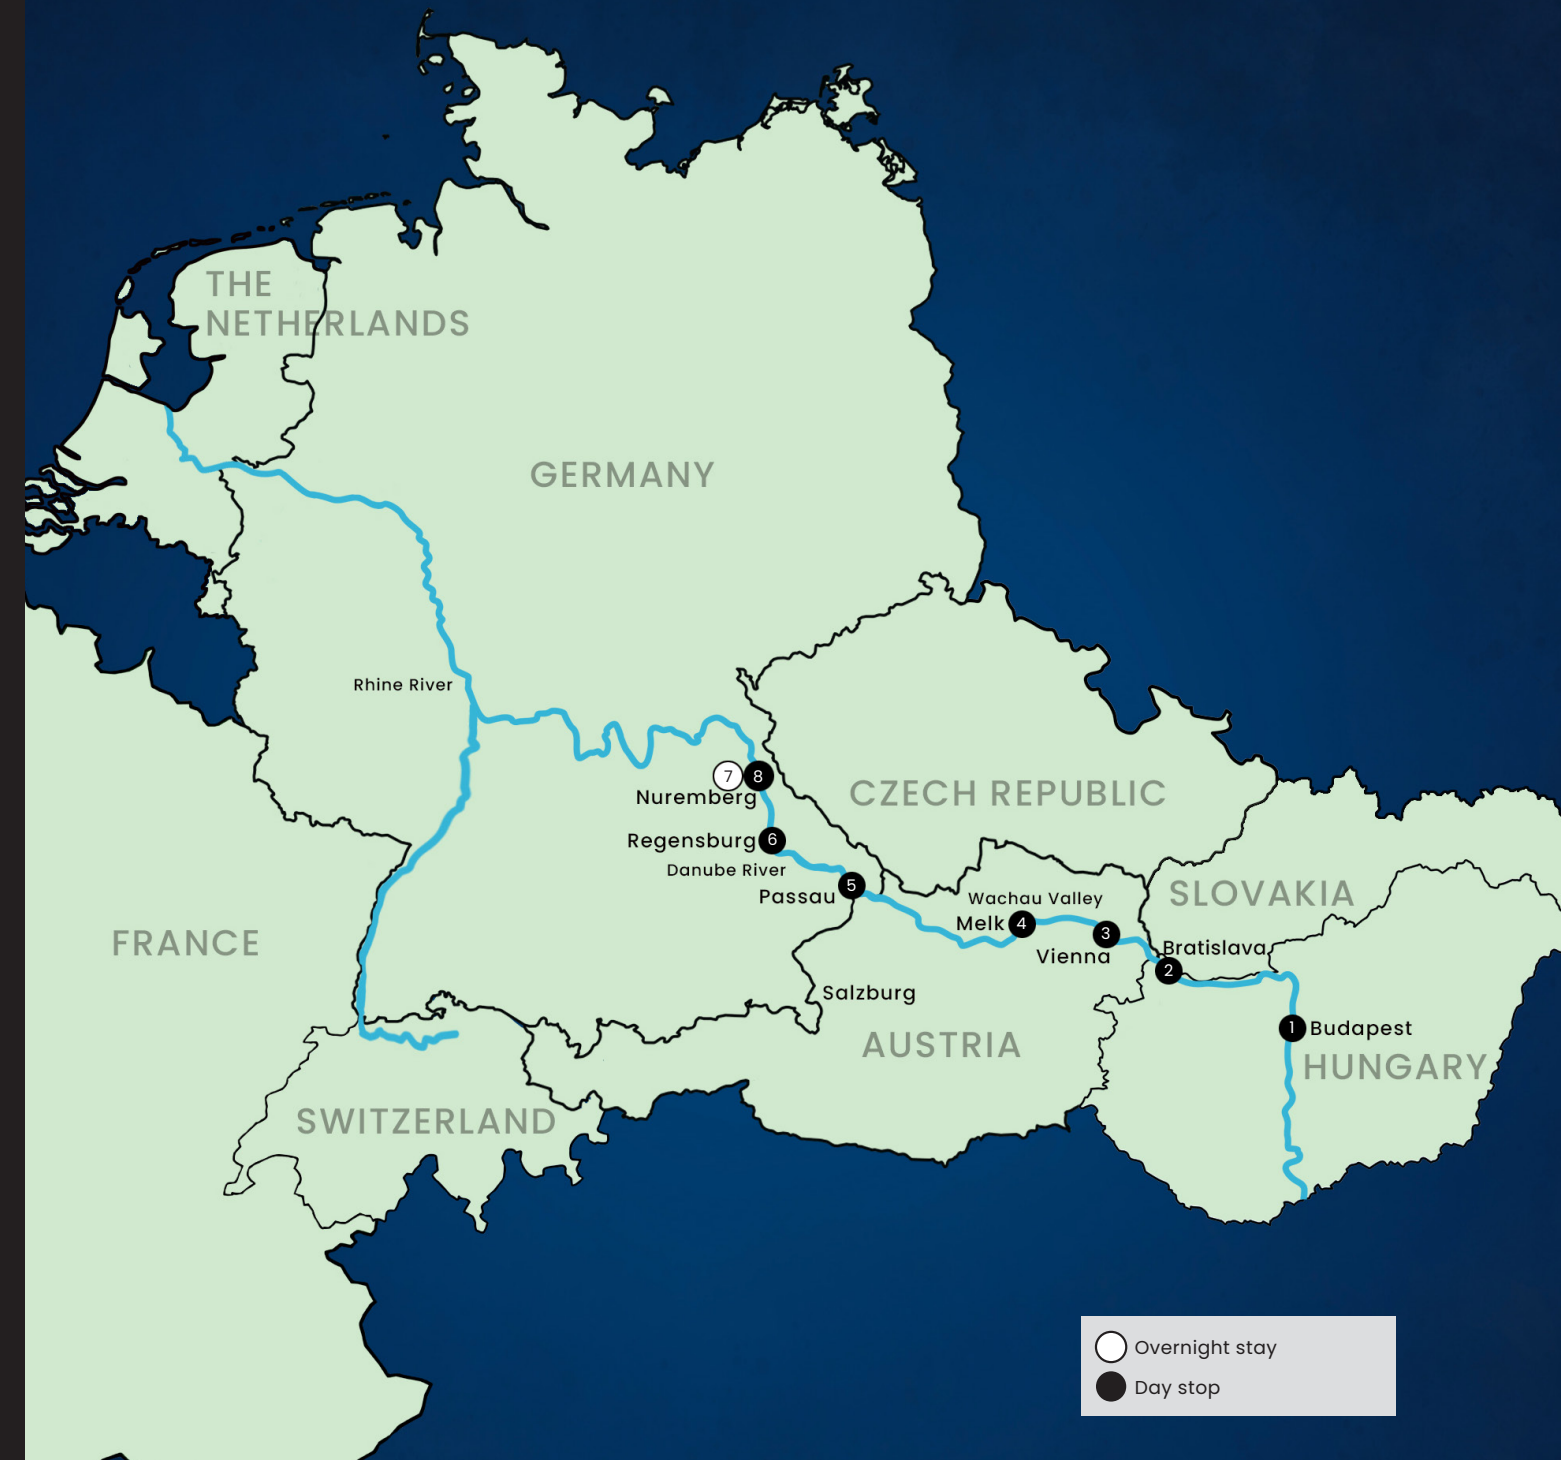 THE
NETHERLANDS
GERMANY
Rhine River
7 8
Nuremberg
CZECH REPUBLIC
Regensburg 6
Danube River
Passau 5
SLOVAKIA
Wachau Valley
Melk 4
3
Vienna
FRANCE
Bratislava
2
Salzburg
1 Budapest
AUSTRIA
HUNGARY
SWITZERLAND
Overnight stay
Day stop